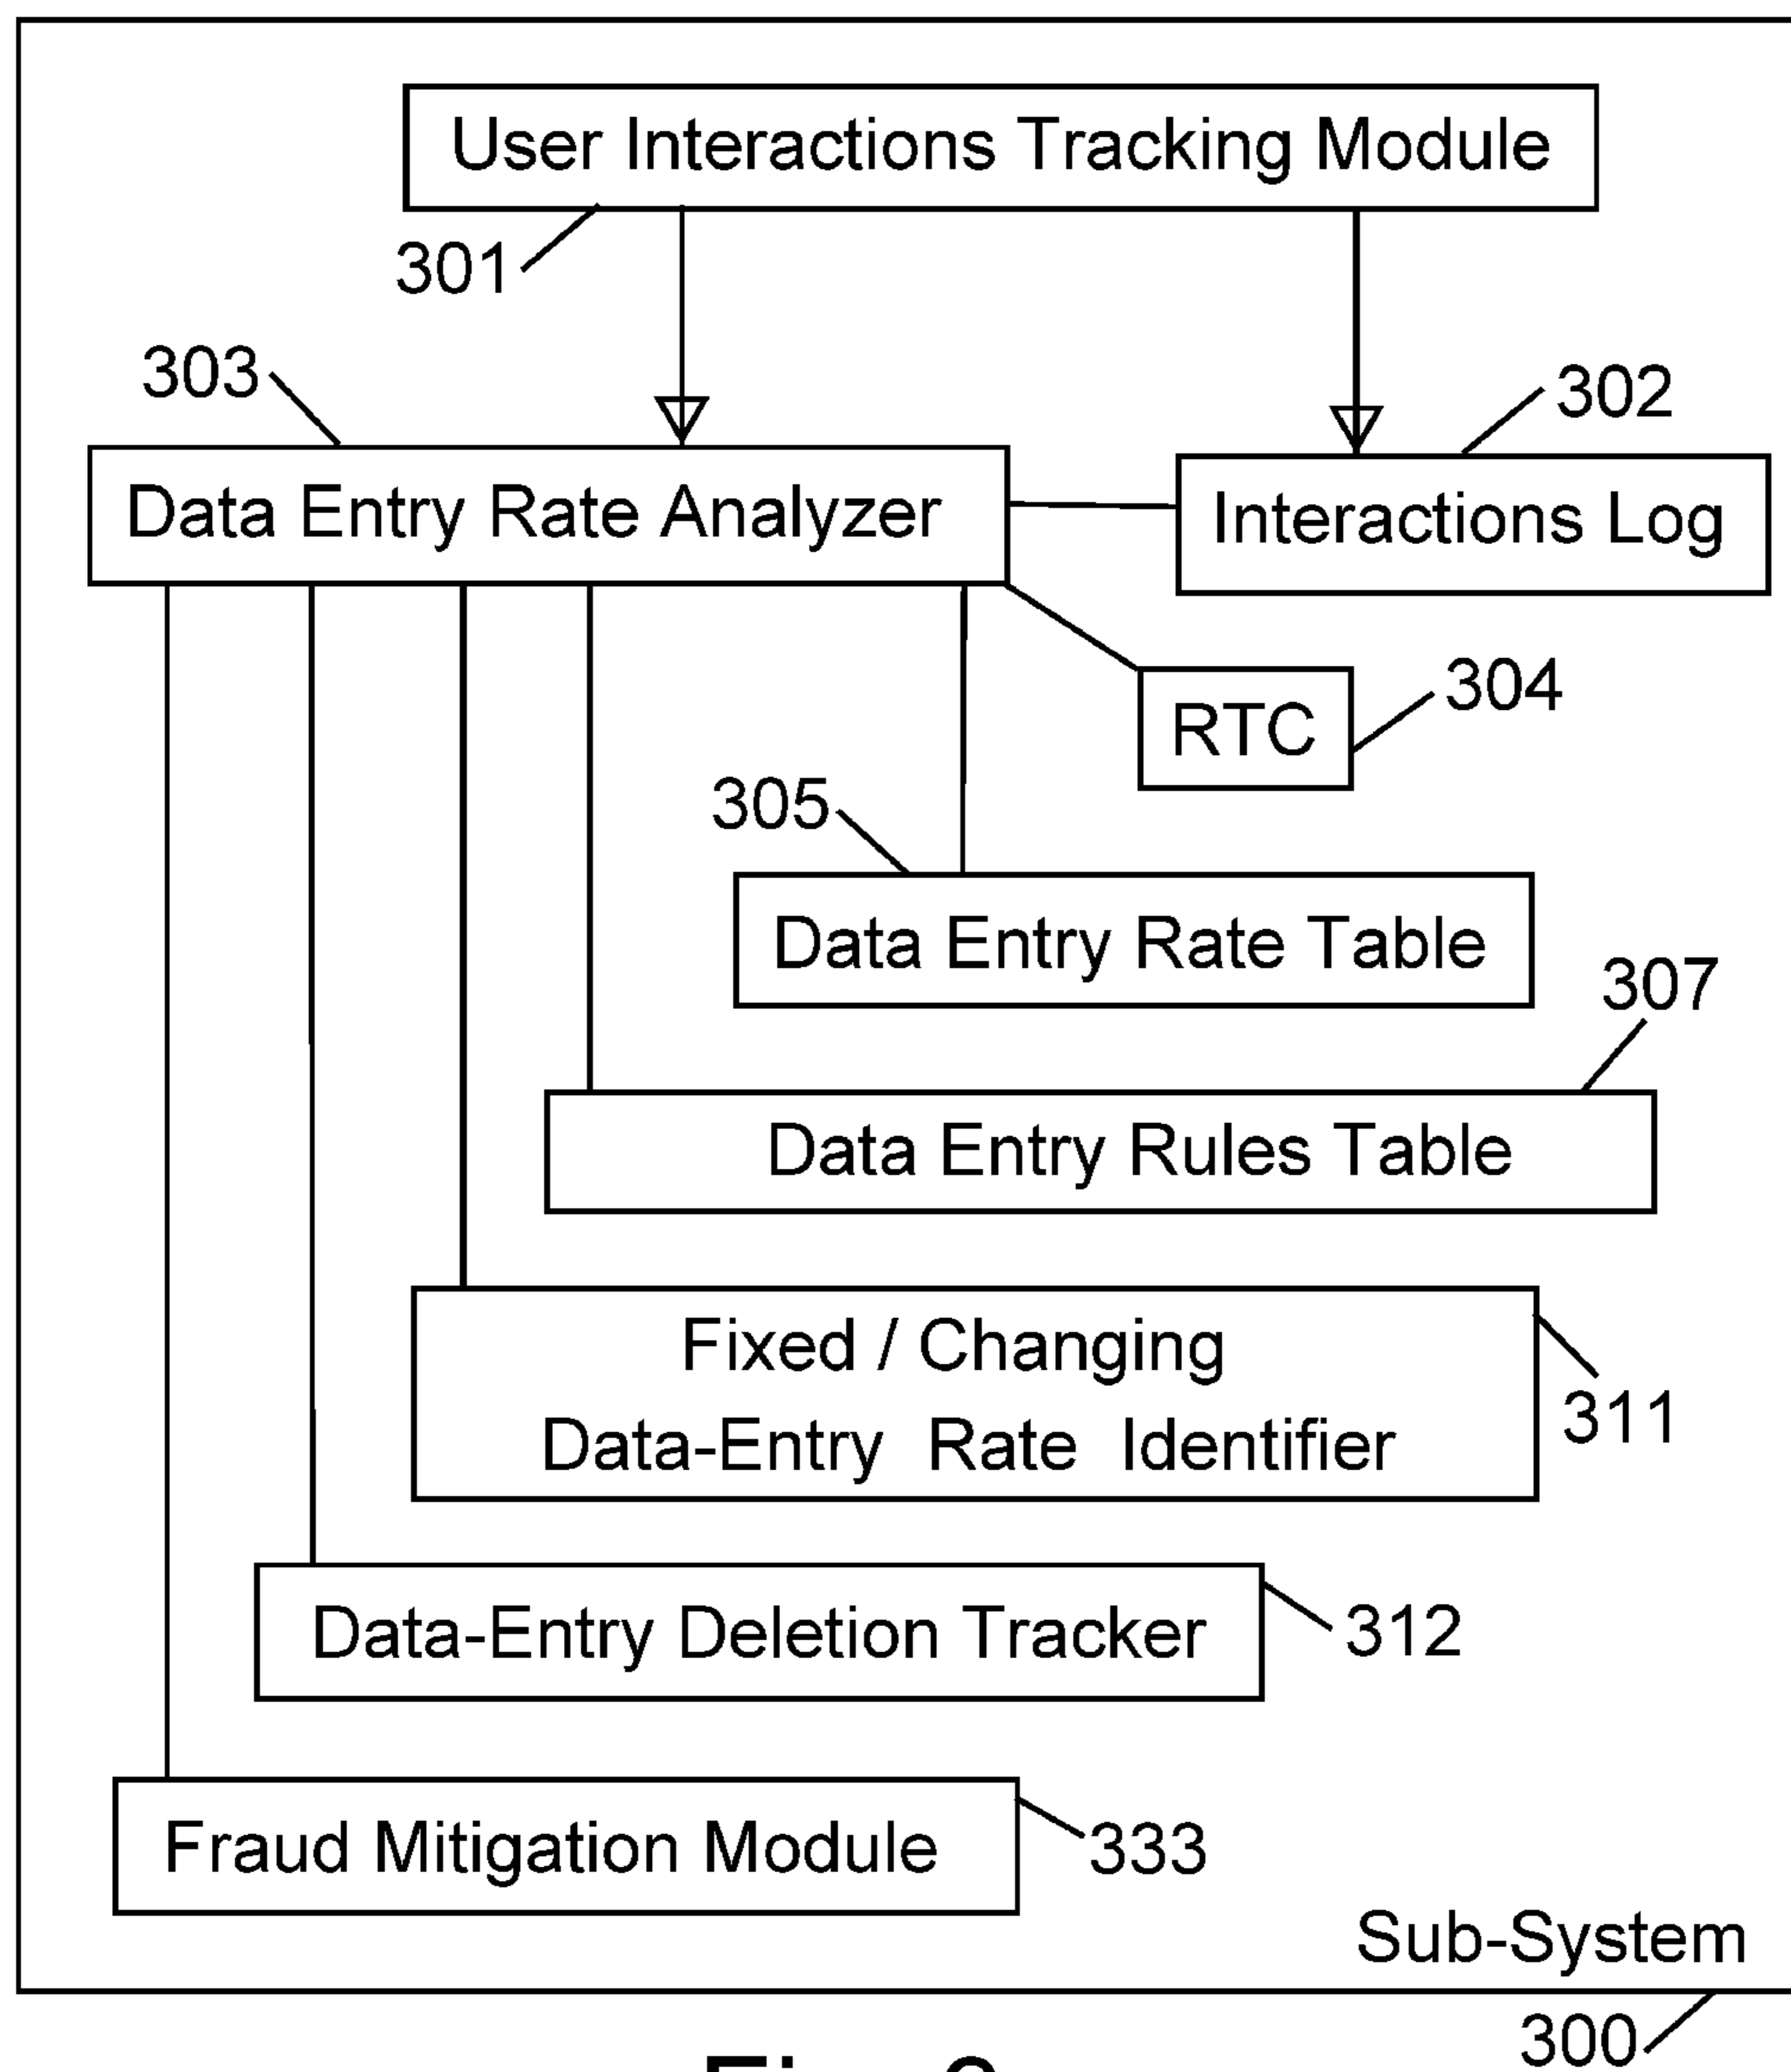 User Interactions Tracking Module
301
303
302
Data Entry Rate Analyzer
Interactions Log
304
RTC
305
Data Entry Rate Table
307
Data Entry Rules Table
Fixed / Changing
Data-Entry Rate Identifier
311
Data-Entry Deletion Tracker
312
Fraud Mitigation Module
333
Sub-System
300